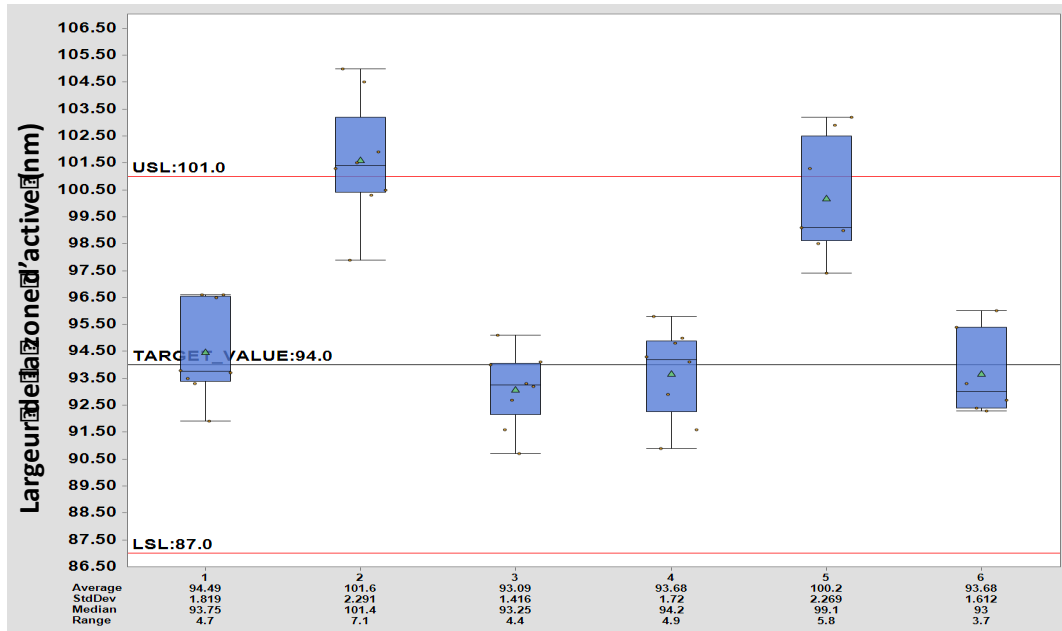 Largeur de la zone d'active (nm)
106.50
105.50
104.50
103.50
102.50
101.50
100.50
99.50
98.50
97.50
96.50
95.50
94.50
93.50
92.50
91.50
90.50
89.50
88.50
87.50
86.50
USL:101.0
TARGET_VALUE:94.0
LSL:87.0
1 2 3 4 5 6
Average 94.49 101.6 93.09 93.68 100.2 93.68
StdDev 1.819 2.291 1.416 1.72 2.269 1.612
Median 93.75 101.4 93.25 94.2 99.1 93
Range 4.7 7.1 4.4 4.9 5.8 3.7